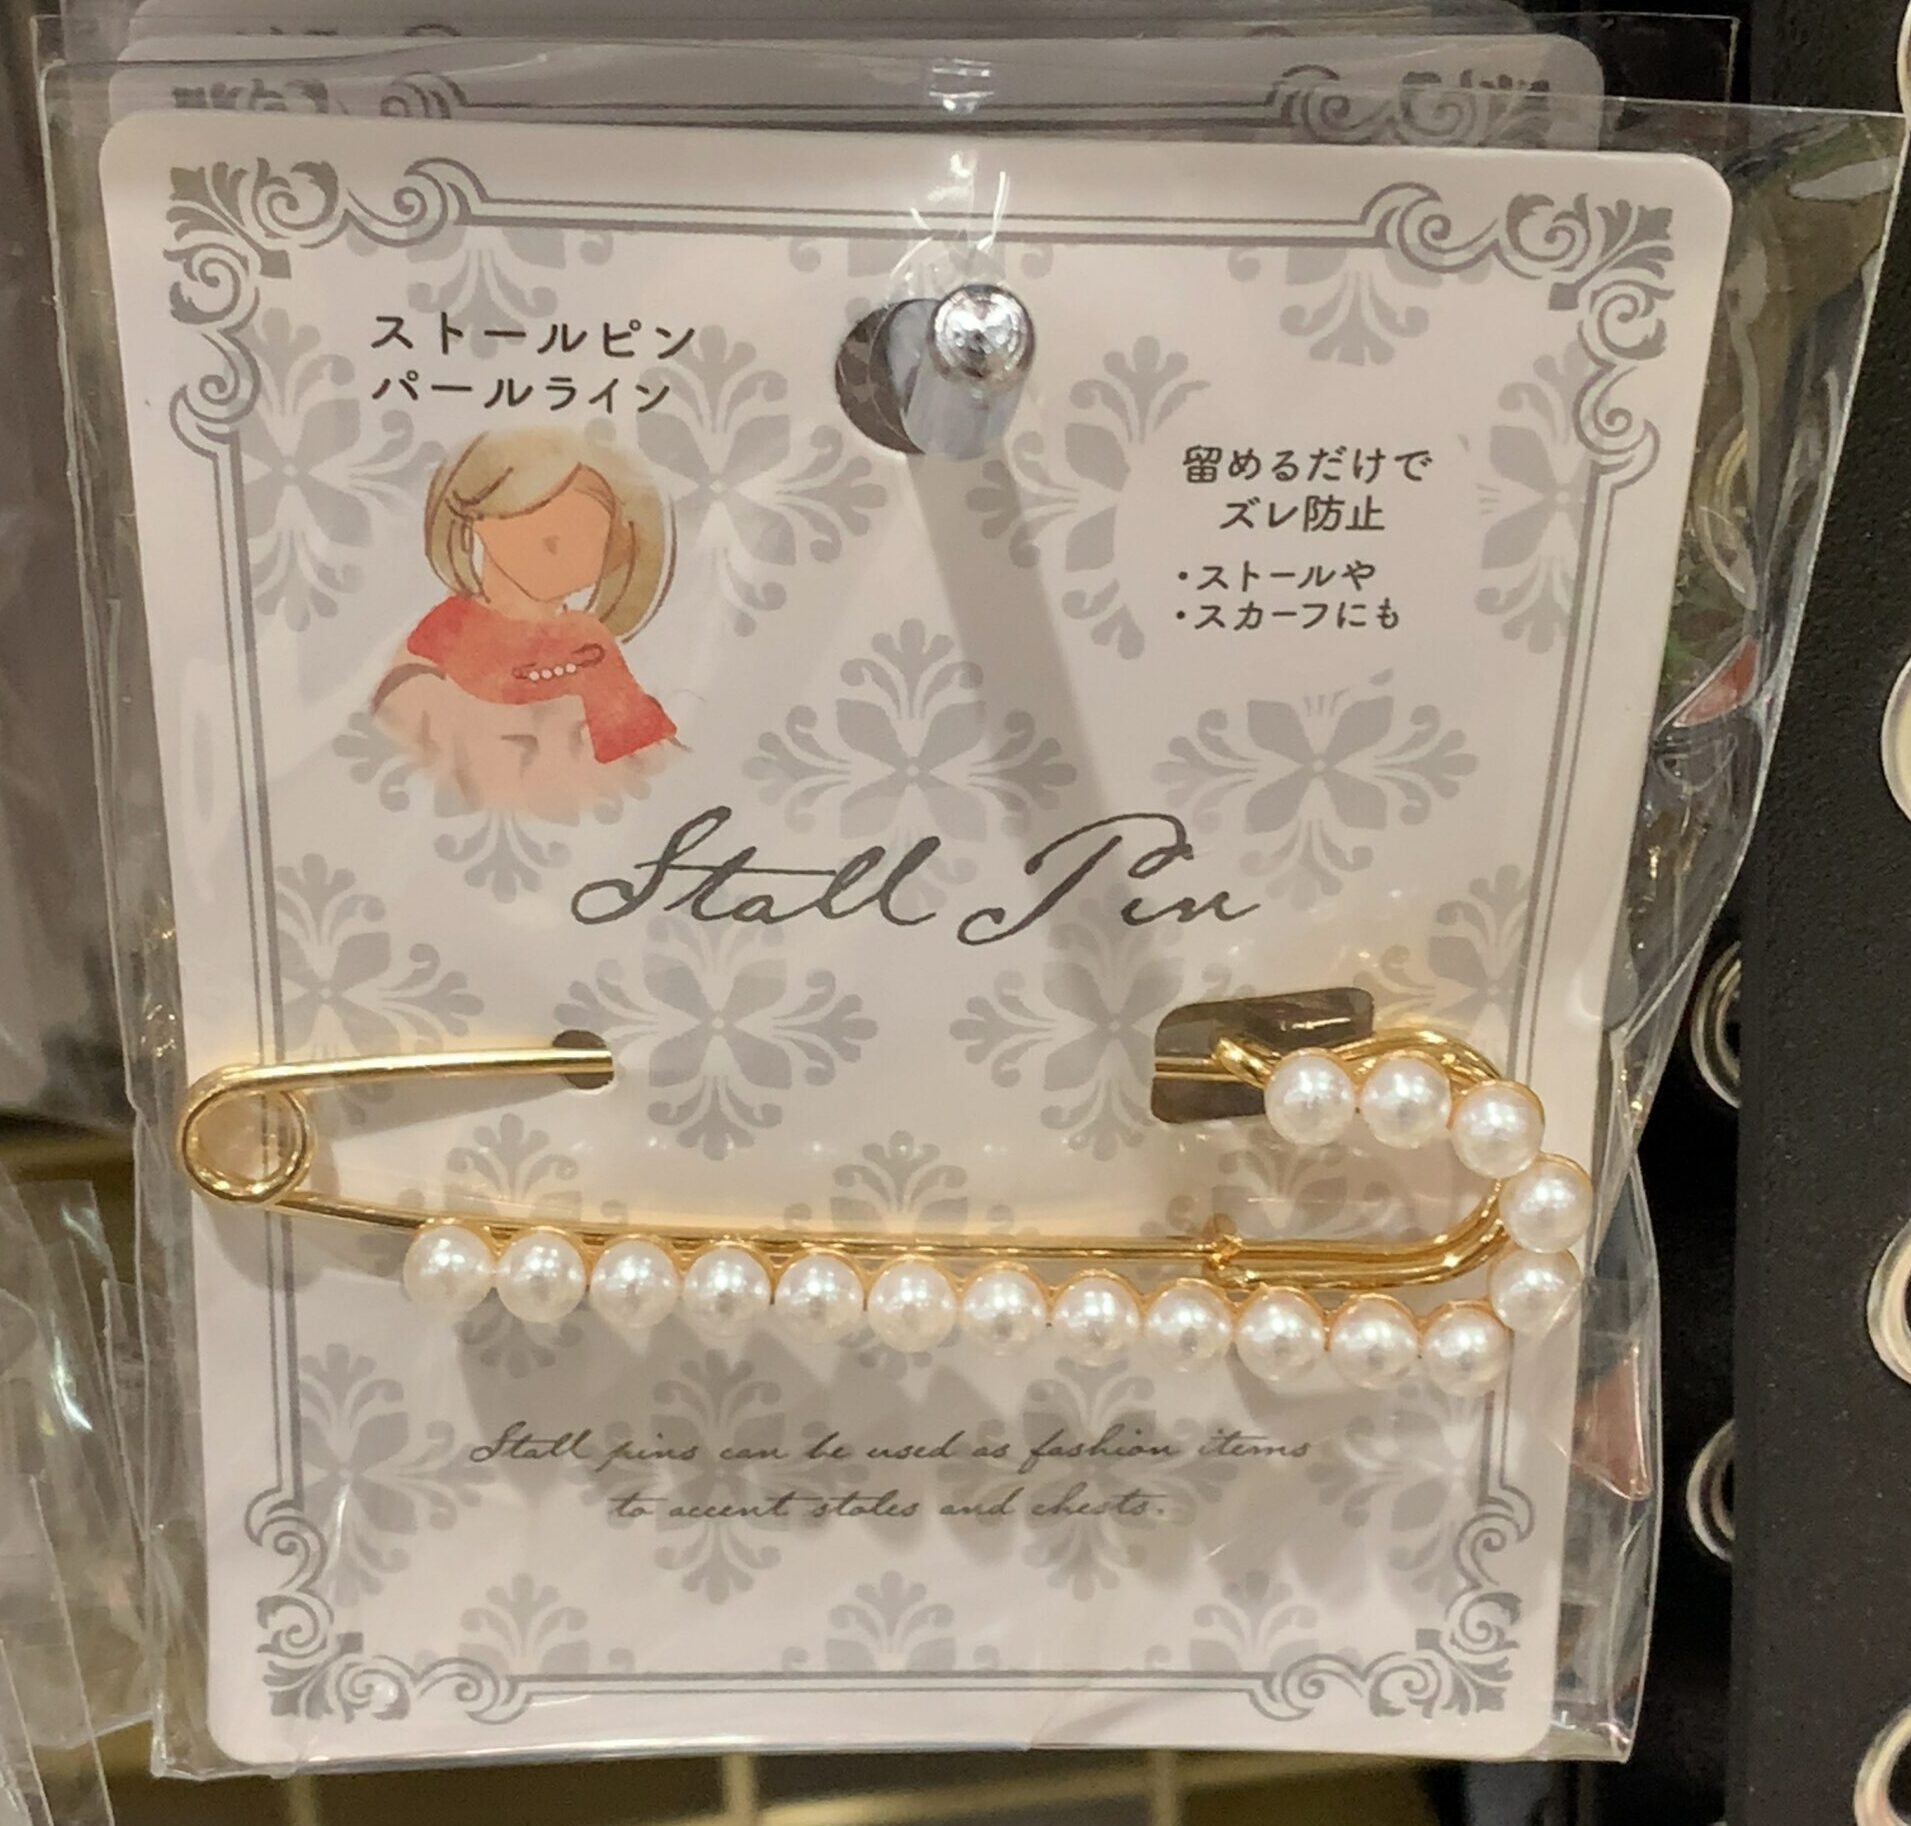 ストールピン
パールライン
留めるだけで
ズレ防止
・ストールや
・スカーフにも
Stall Pin
Stall pins can be used as fashion items
to accent stoles and chests.